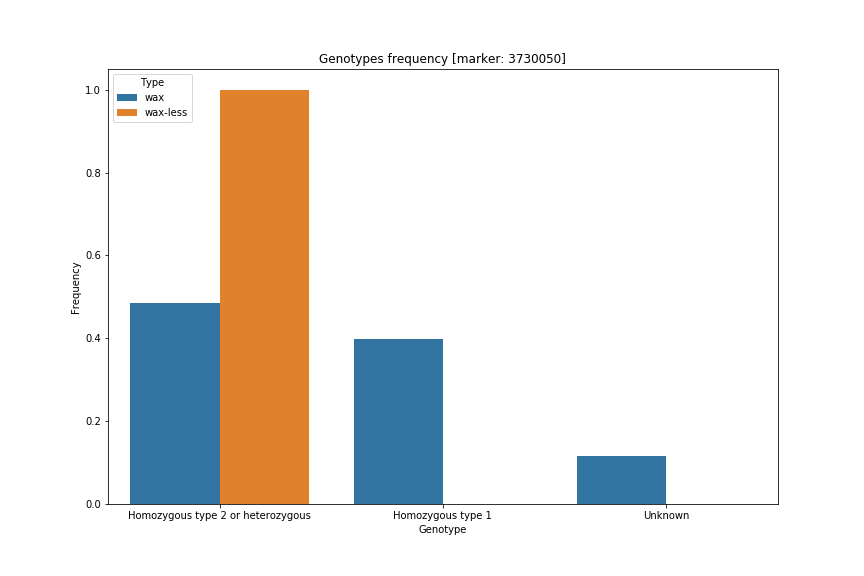 Genotypes frequency [marker: 3730050]
Type
wax
wax-less
1.0
0.8
0.6
0.4
0.2
0.0
Frequency
Homozygous type 2 or heterozygous
Homozygous type 1
Unknown
Genotype